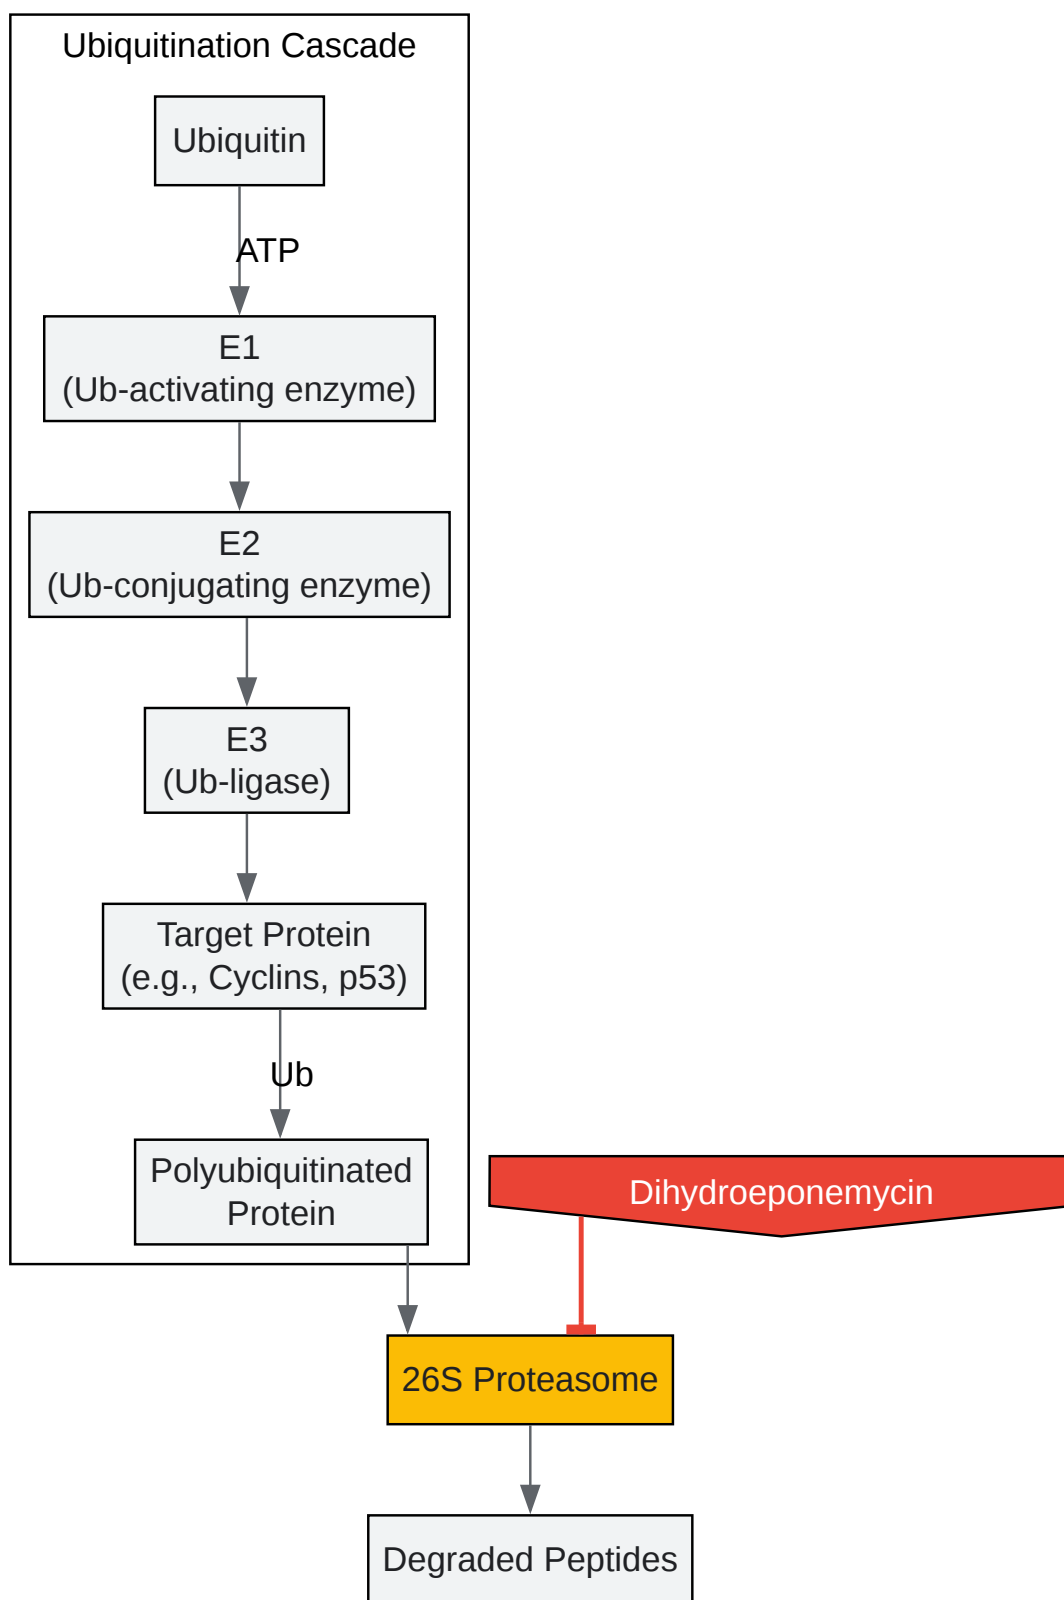 Ubiquitination Cascade
Ubiquitin
ATP
E1
(Ub-activating enzyme)
E2
(Ub-conjugating enzyme)
E3
(Ub-ligase)
Target Protein
(e.g., Cyclins, p53)
Ub
Polyubiquitinated
Protein
Dihydroeponemycin
26S Proteasome
Degraded Peptides